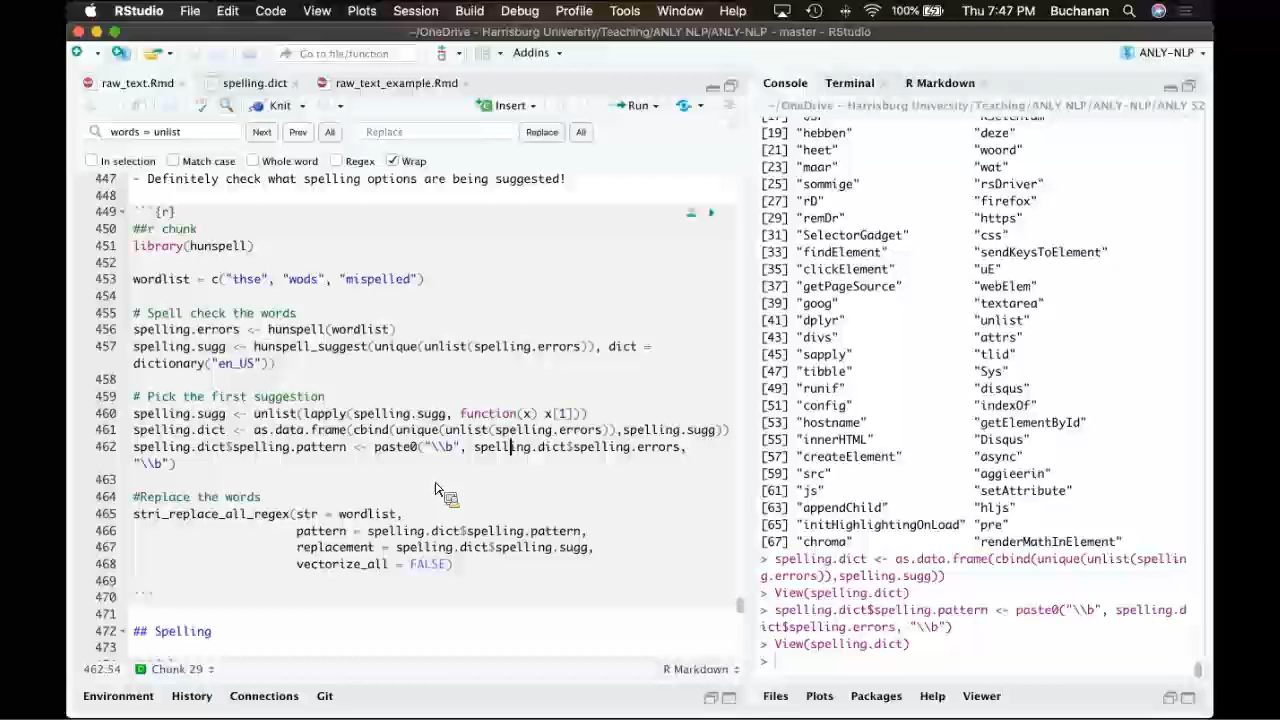 RStudio File Edit Code View Plots Session Build Debug Profile Tools Window Help 100% Thu 7:47 PM Buchanan
~/OneDrive - Harrisburg University/Teaching/ANLY NLP/ANLY-NLP - master - RStudio
Go to file/function Addins ANLY-NLP
raw_text.Rmd spelling.dict raw_text_example.Rmd
Knit Insert Run
words = unlist Next Prev All Replace Replace All
In selection Match case Whole word Regex Wrap
447 - Definitely check what spelling options are being suggested!
448
449 ```{r}
450 ##r chunk
451 library(hunspell)
452
453 wordlist = c("thse", "wods", "mispelled")
454
455 # Spell check the words
456 spelling.errors <- hunspell(wordlist)
457 spelling.sugg <- hunspell_suggest(unique(unlist(spelling.errors)), dict =
dictionary("en_US"))
458
459 # Pick the first suggestion
460 spelling.sugg <- unlist(lapply(spelling.sugg, function(x) x[1]))
461 spelling.dict <- as.data.frame(cbind(unique(unlist(spelling.errors)),spelling.sugg))
462 spelling.dict$spelling.pattern <- paste0("\\b", spelling.dict$spelling.errors,
"\\b")
463
464 #Replace the words
465 stri_replace_all_regex(str = wordlist,
466 pattern = spelling.dict$spelling.pattern,
467 replacement = spelling.dict$spelling.sugg,
468 vectorize_all = FALSE)
469
470 ```
471
472 ## Spelling
473
462:54 Chunk 29 R Markdown
Environment History Connections Git
Console Terminal R Markdown
~/OneDrive - Harrisburg University/Teaching/ANLY NLP/ANLY-NLP/ANLY 52
[19] "hebben" "deze"
[21] "heet" "woord"
[23] "maar" "wat"
[25] "sommige" "rsDriver"
[27] "rD" "firefox"
[29] "remDr" "https"
[31] "SelectorGadget" "css"
[33] "findElement" "sendKeysToElement"
[35] "clickElement" "uE"
[37] "getPageSource" "webElem"
[39] "goog" "textarea"
[41] "dplyr" "unlist"
[43] "divs" "attrs"
[45] "sapply" "tlid"
[47] "tibble" "Sys"
[49] "runif" "disqus"
[51] "config" "indexOf"
[53] "hostname" "getElementById"
[55] "innerHTML" "Disqus"
[57] "createElement" "async"
[59] "src" "aggieerin"
[61] "js" "setAttribute"
[63] "appendChild" "hljs"
[65] "initHighlightingOnLoad" "pre"
[67] "chroma" "renderMathInElement"
> spelling.dict <- as.data.frame(cbind(unique(unlist(spellin
g.errors)),spelling.sugg))
> View(spelling.dict)
> spelling.dict$spelling.pattern <- paste0("\\b", spelling.d
ict$spelling.errors, "\\b")
> View(spelling.dict)
>
Files Plots Packages Help Viewer